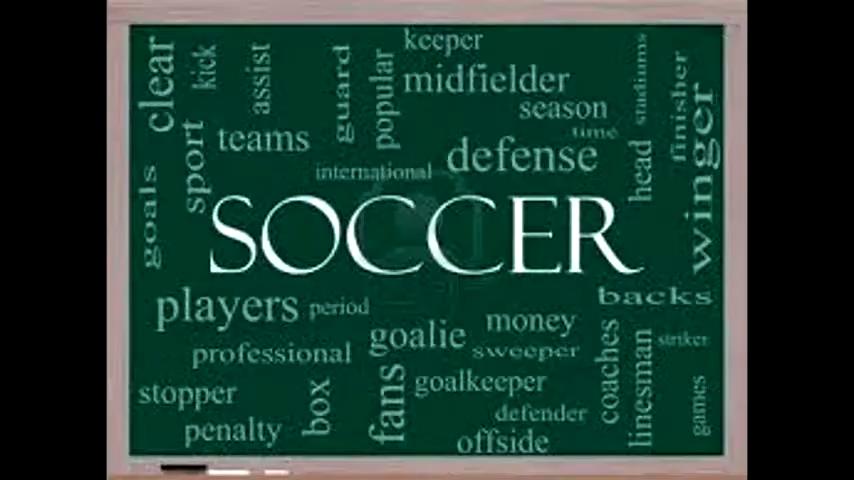 keeper
clear
kick
assist
guard
popular
midfielder
stadiums
finisher
season
time
teams
sport
international
defense
head
winger
goals
SOCCER
players
period
backs
goalie
money
professional
sweeper
coaches
linesman
striker
stopper
box
fans
goalkeeper
games
penalty
defender
offside